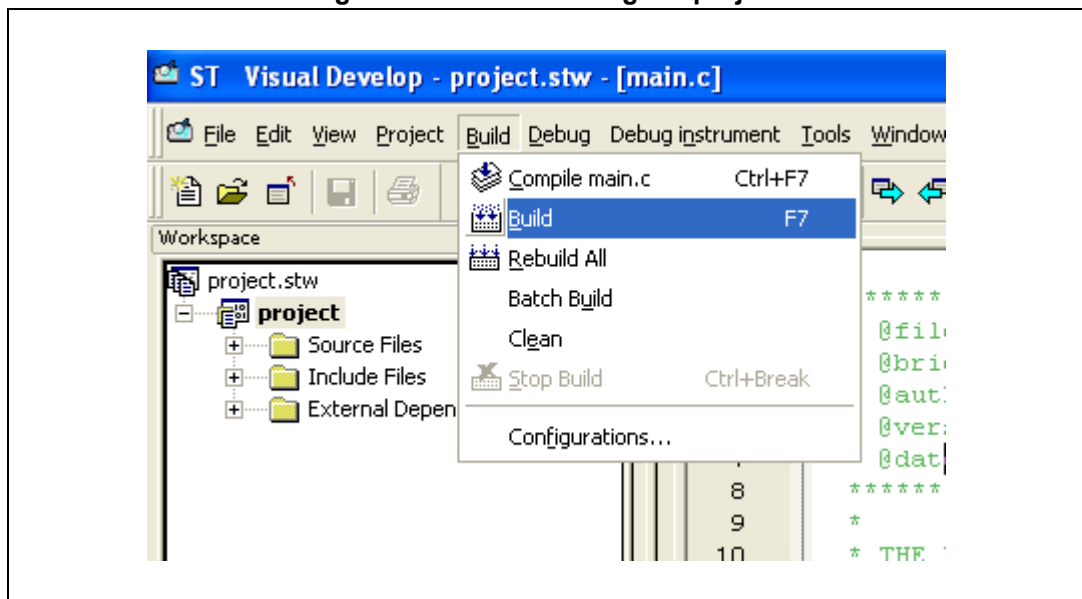 ST Visual Develop - project.stw - [main.c]
File Edit View Project Build Debug Debug instrument Tools Window
Compile main.c Ctrl+F7
Build F7
Workspace
Rebuild All
project.stw
Batch Build
project
Clean
Source Files
Include Files
Stop Build Ctrl+Break
External Depen
Configurations...
*****
@file
@bri
@aut
@ver
@dat
8 ******
9 *
10 * THE